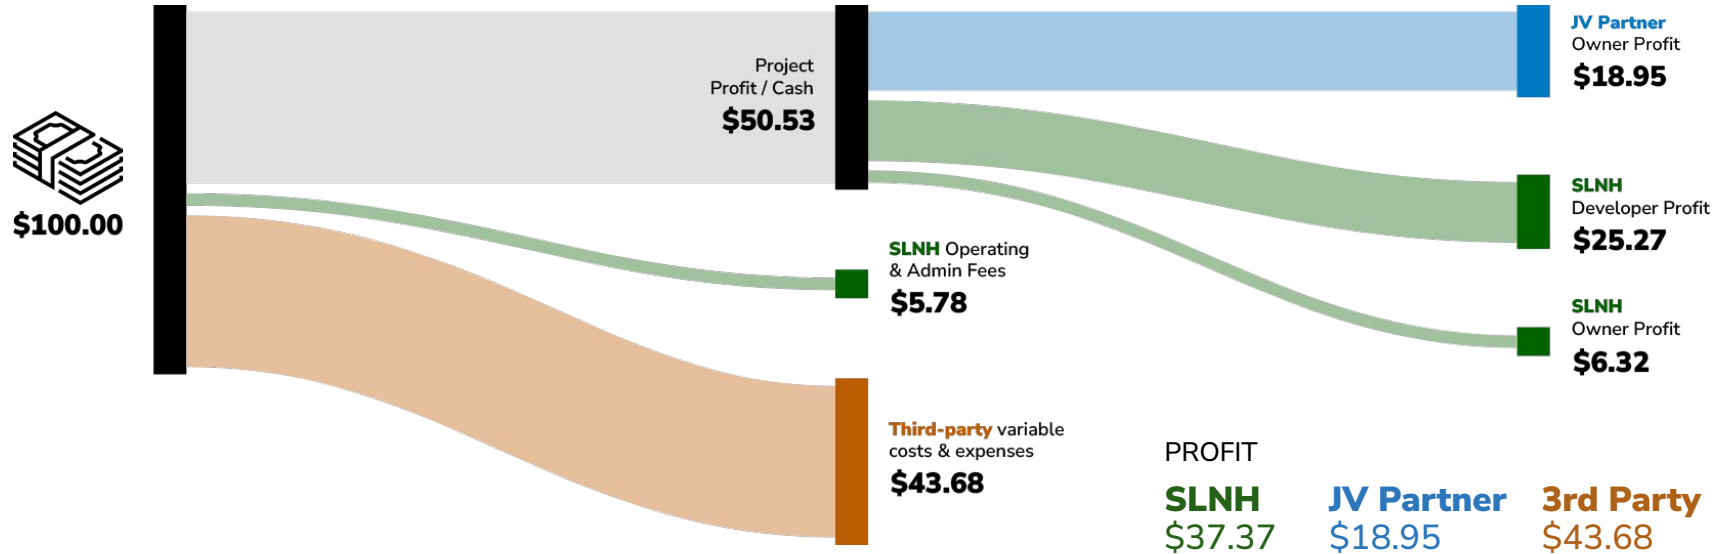 $100.00
Project
Profit / Cash
$50.53
SLNH Operating
& Admin Fees
$5.78
Third-party variable
costs & expenses
$43.68
JV Partner
Owner Profit
$18.95
SLNH
Developer Profit
$25.27
SLNH
Owner Profit
$6.32
PROFIT
SLNH JV Partner 3rd Party
$37.37 $18.95 $43.68